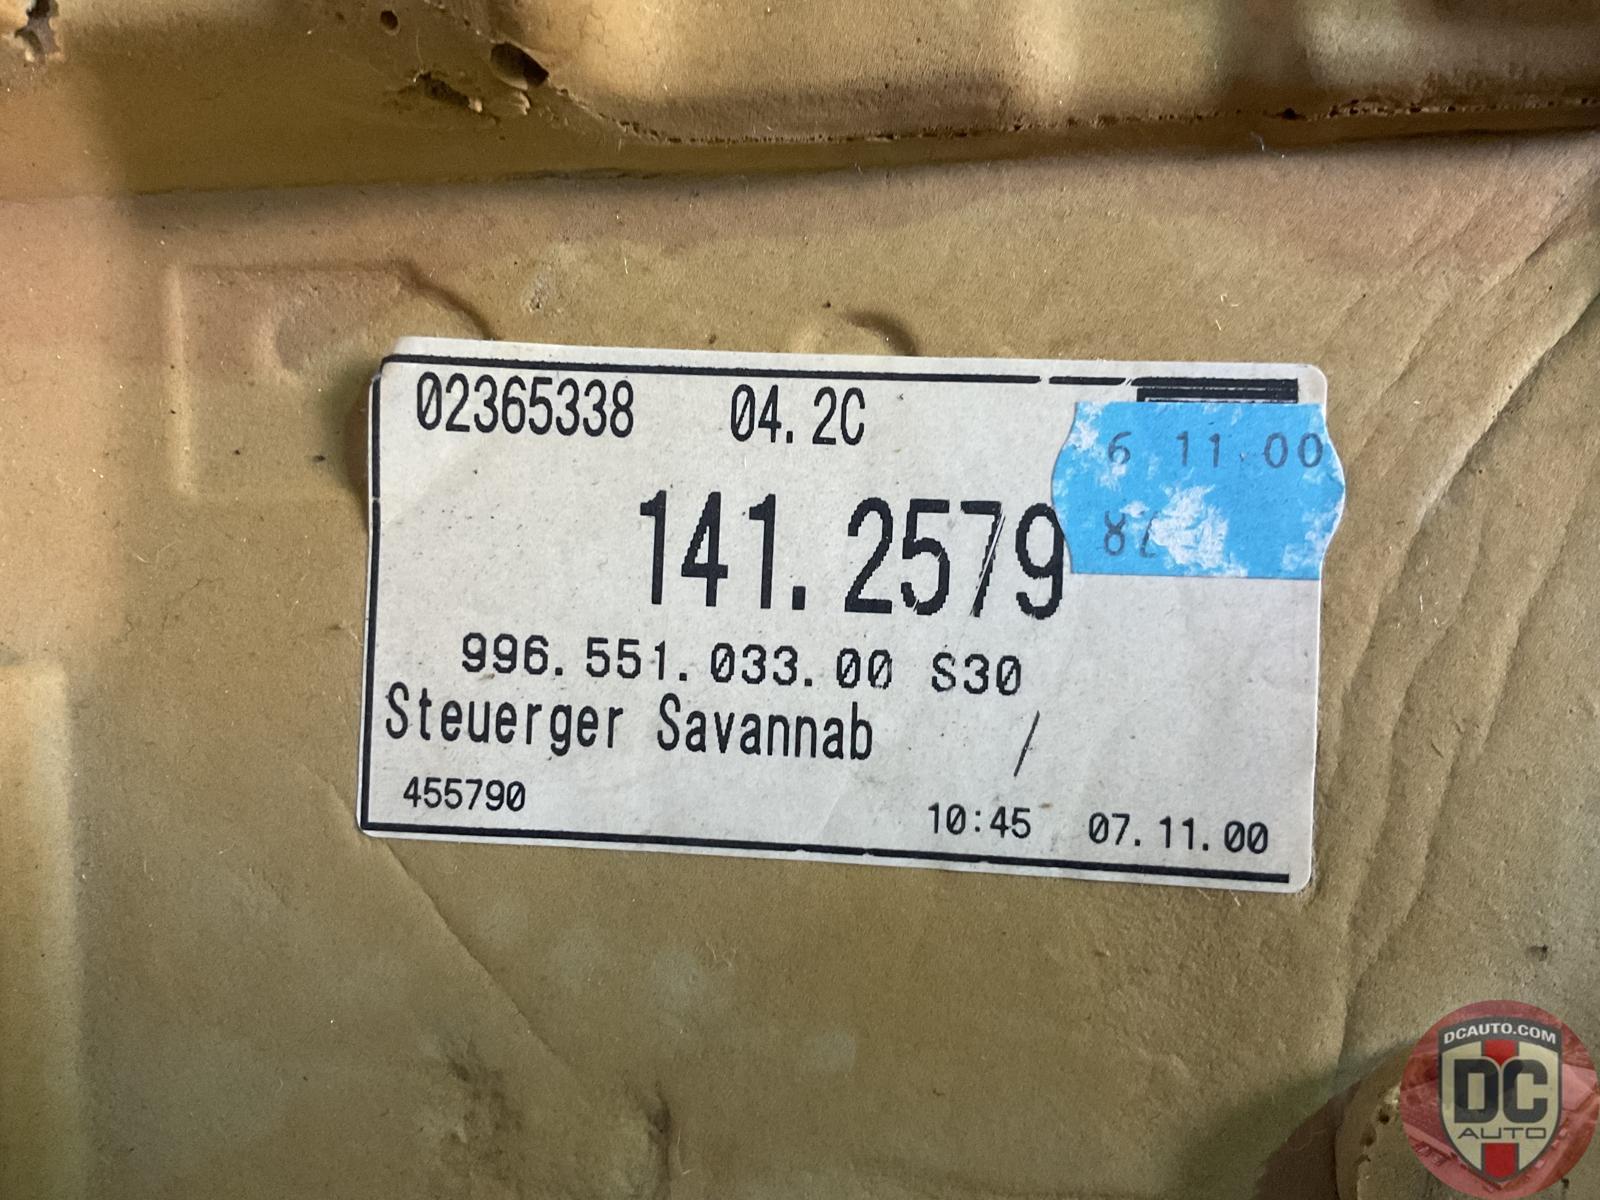 02365338 04.2C
6 11.00
141.2579
996.551.033.00 S30
Steuerger Savannab /
455790 10:45 07.11.00
DCAUTO.COM
DC
AUTO